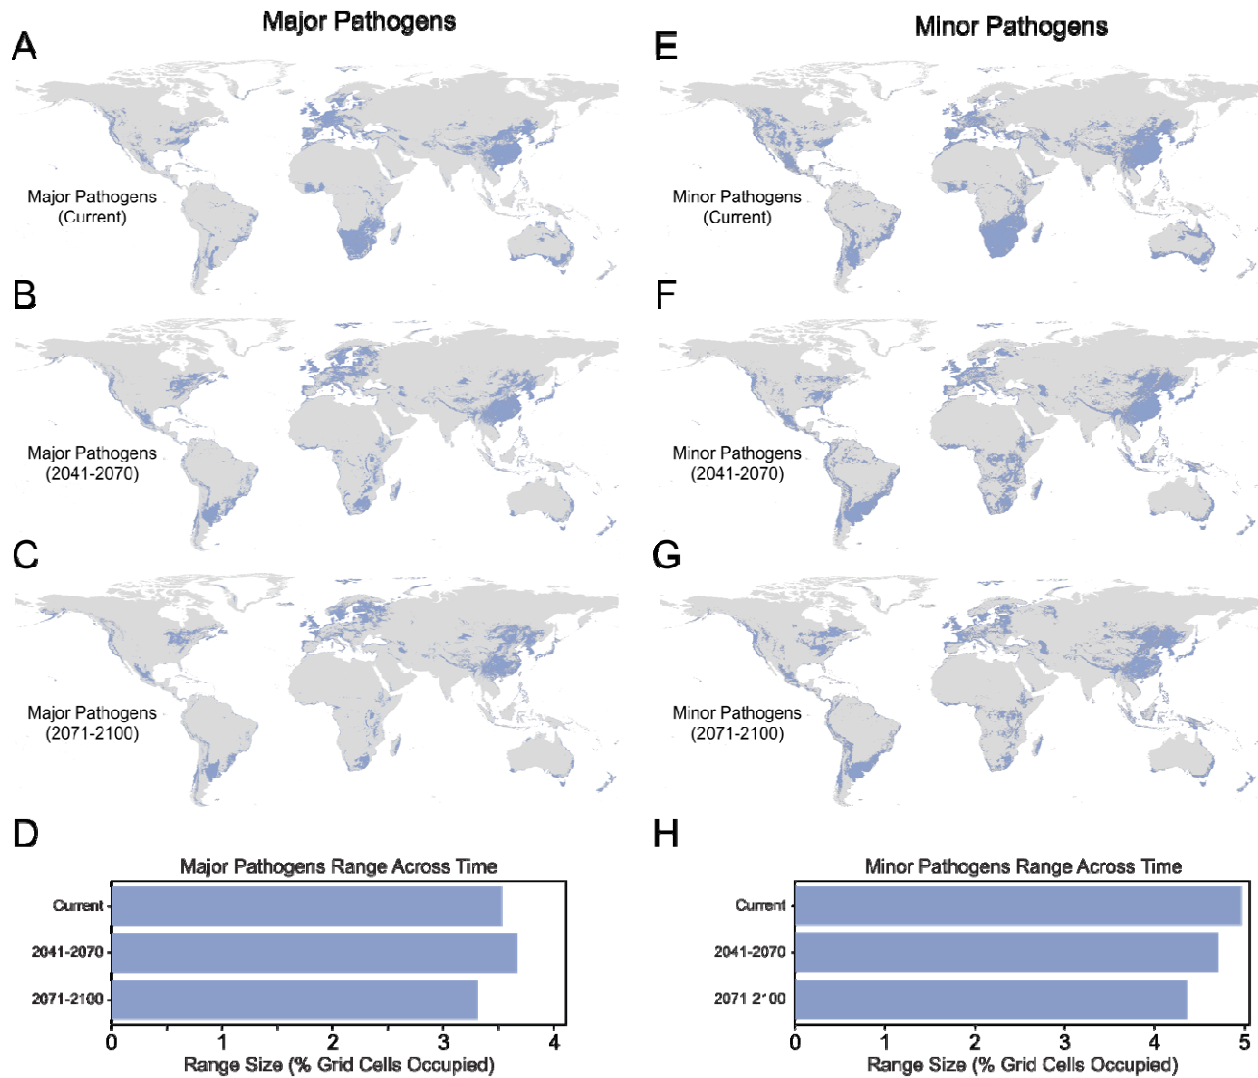 Major Pathogens
A
Major Pathogens
(Current)
B
Major Pathogens
(2041-2070)
C
Major Pathogens
(2071-2100)
D
Major Pathogens Range Across Time
Current
2041-2070
2071-2100
0 1 2 3 4
Range Size (% Grid Cells Occupied)
Minor Pathogens
E
Minor Pathogens
(Current)
F
Minor Pathogens
(2041-2070)
G
Minor Pathogens
(2071-2100)
H
Minor Pathogens Range Across Time
Current
2041-2070
2071 2100
0 1 2 3 4 5
Range Size (% Grid Cells Occupied)